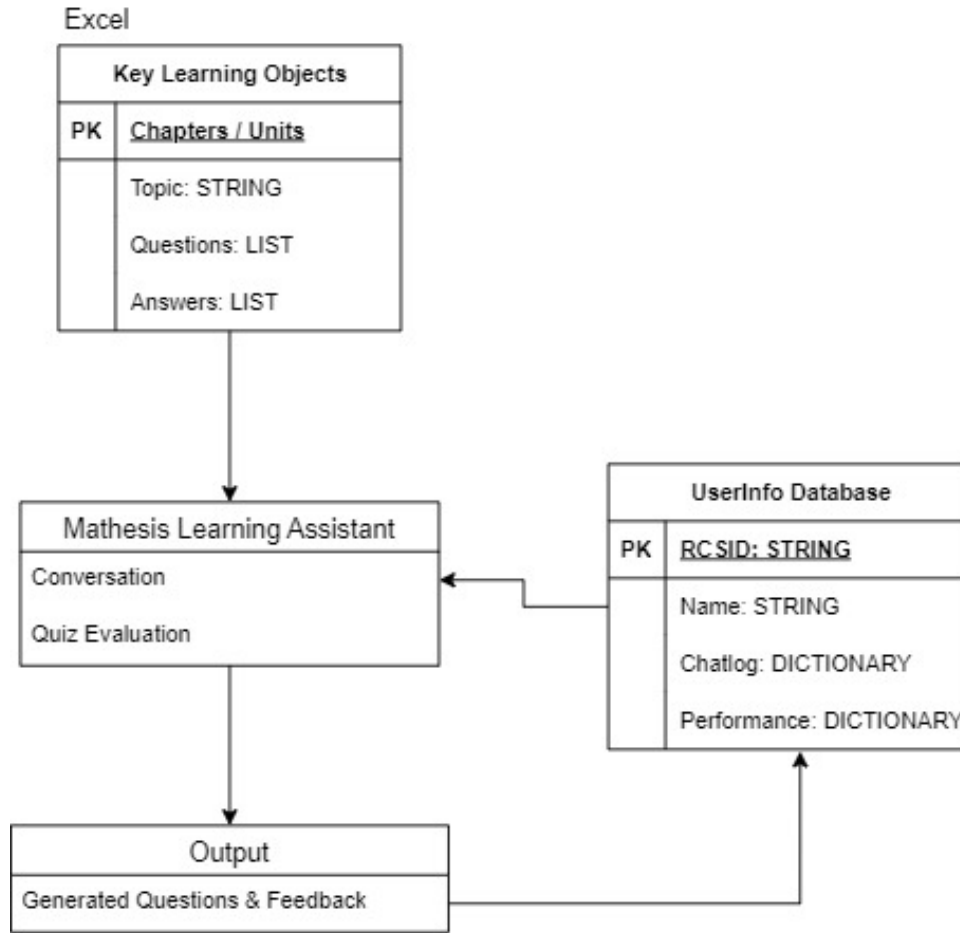 Excel
Key Learning Objects
PK Chapters / Units
Topic: STRING
Questions: LIST
Answers: LIST
Mathesis Learning Assistant
Conversation
Quiz Evaluation
UserInfo Database
PK RCSID: STRING
Name: STRING
Chatlog: DICTIONARY
Performance: DICTIONARY
Output
Generated Questions & Feedback